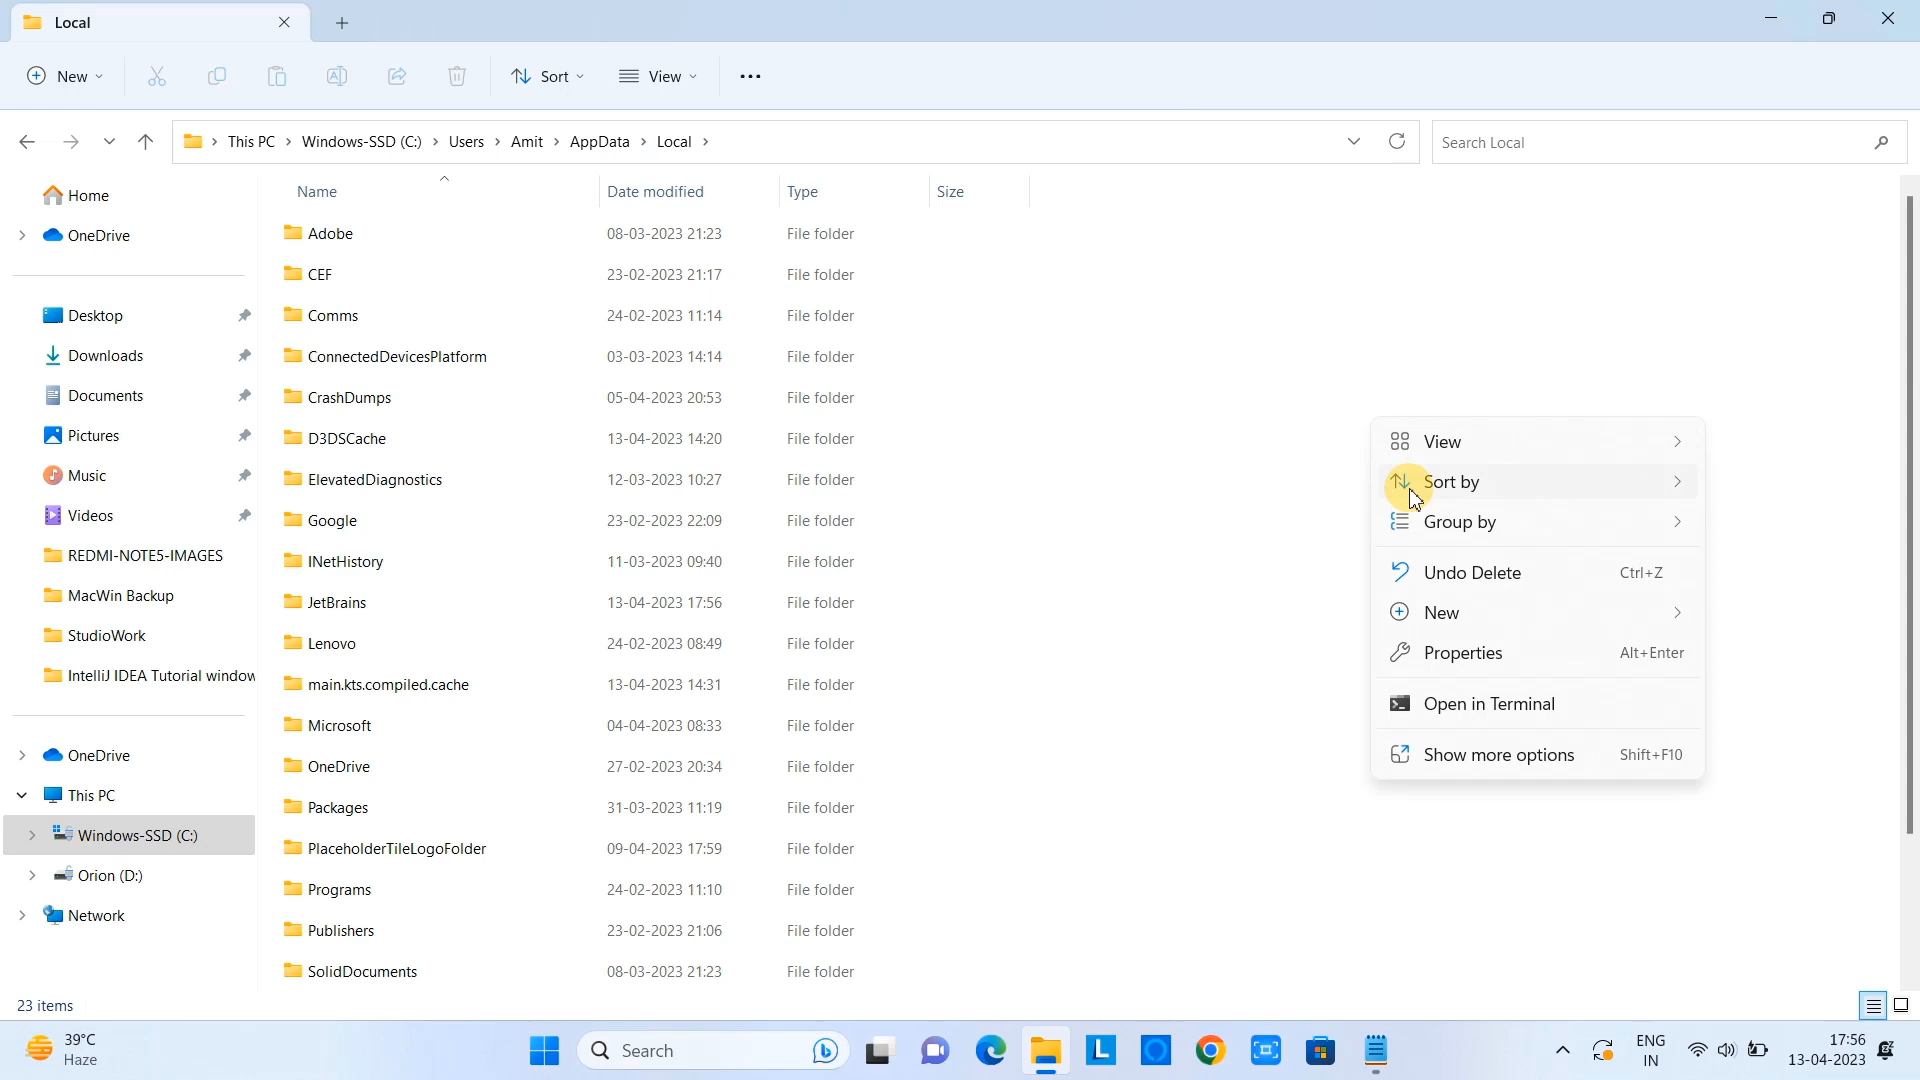 Local
New
Sort
View
This PC > Windows-SSD (C:) > Users > Amit > AppData > Local >
Search Local
Home
OneDrive
Desktop
Downloads
Documents
Pictures
Music
Videos
REDMI-NOTE5-IMAGES
MacWin Backup
StudioWork
IntelliJ IDEA Tutorial window
OneDrive
This PC
Windows-SSD (C:)
Orion (D:)
Network
Name Date modified Type Size
Adobe 08-03-2023 21:23 File folder
CEF 23-02-2023 21:17 File folder
Comms 24-02-2023 11:14 File folder
ConnectedDevicesPlatform 03-03-2023 14:14 File folder
CrashDumps 05-04-2023 20:53 File folder
D3DSCache 13-04-2023 14:20 File folder
ElevatedDiagnostics 12-03-2023 10:27 File folder
Google 23-02-2023 22:09 File folder
INetHistory 11-03-2023 09:40 File folder
JetBrains 13-04-2023 17:56 File folder
Lenovo 24-02-2023 08:49 File folder
main.kts.compiled.cache 13-04-2023 14:31 File folder
Microsoft 04-04-2023 08:33 File folder
OneDrive 27-02-2023 20:34 File folder
Packages 31-03-2023 11:19 File folder
PlaceholderTileLogoFolder 09-04-2023 17:59 File folder
Programs 24-02-2023 11:10 File folder
Publishers 23-02-2023 21:06 File folder
SolidDocuments 08-03-2023 21:23 File folder
View
Sort by
Group by
Undo Delete Ctrl+Z
New
Properties Alt+Enter
Open in Terminal
Show more options Shift+F10
23 items
39°C
Haze
Search
L
ENG
IN
17:56
13-04-2023